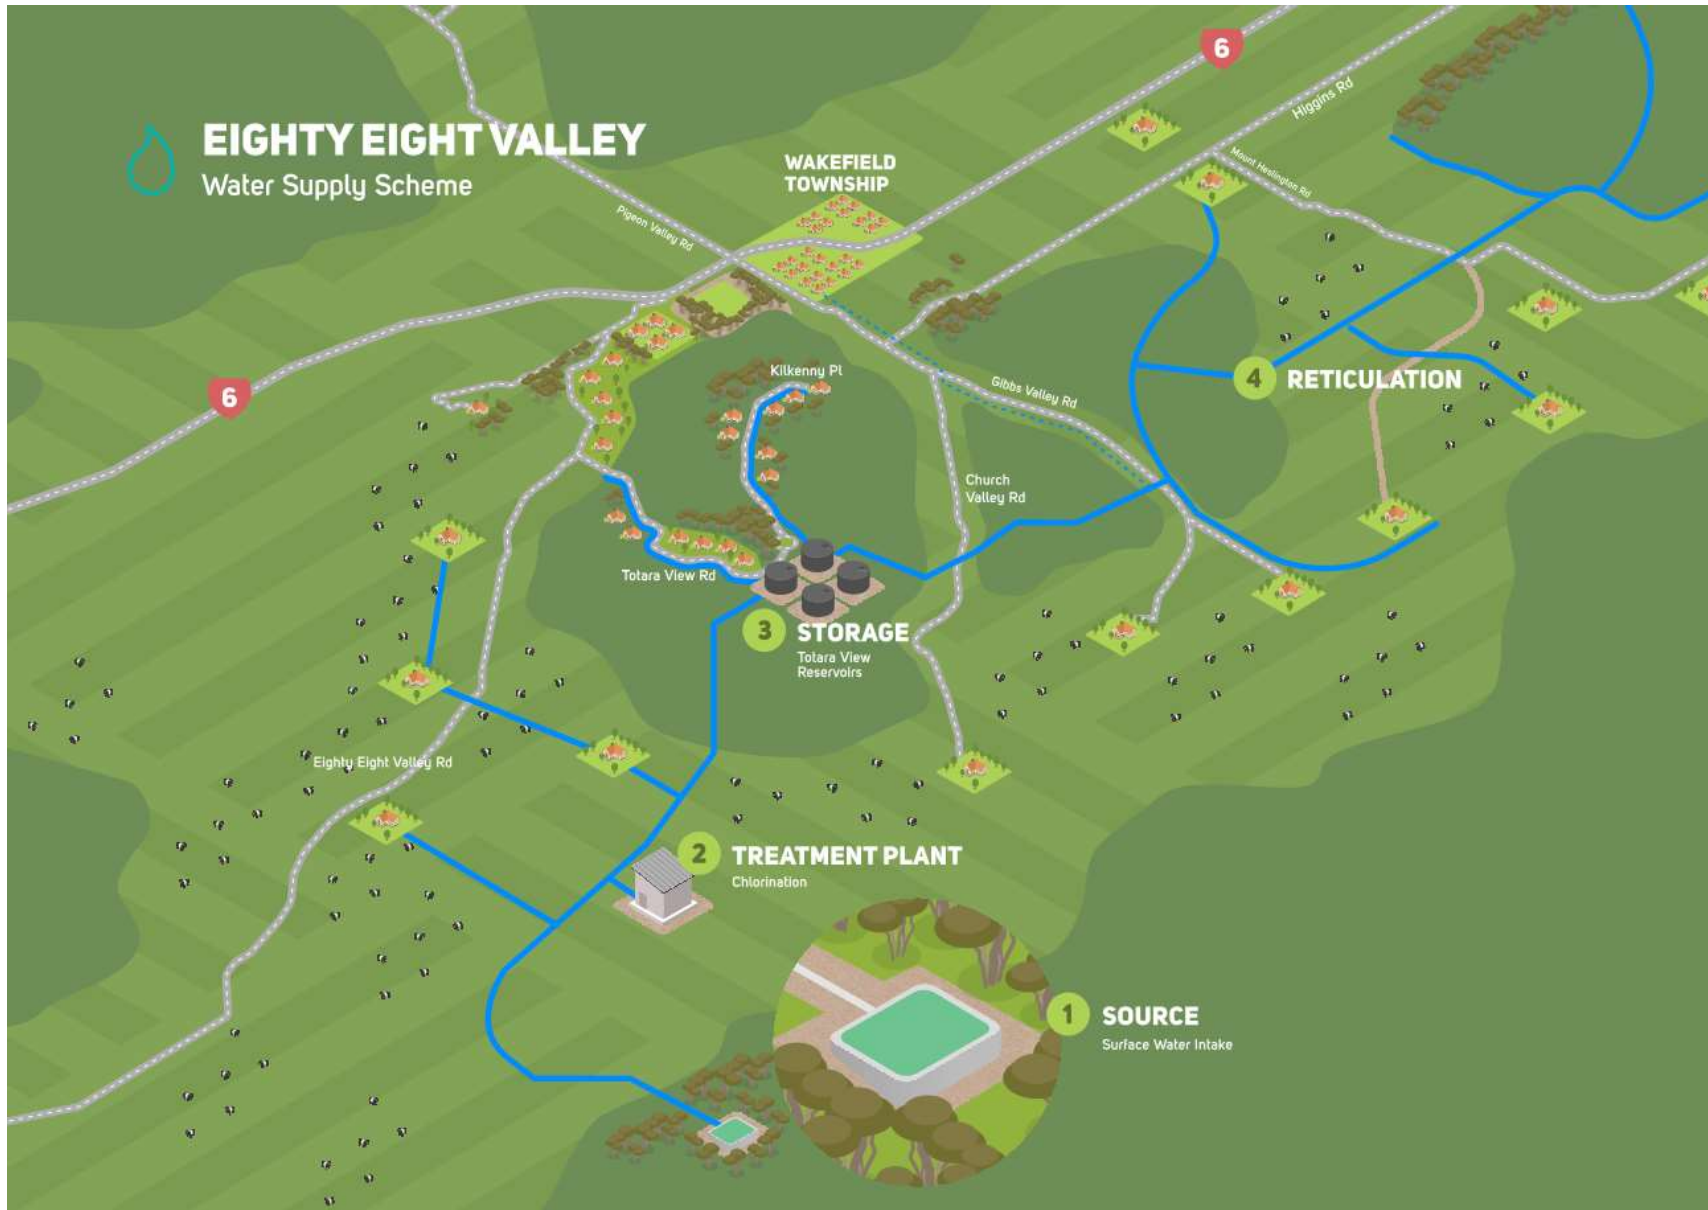 EIGHTY EIGHT VALLEY
Water Supply Scheme
6
Higgins Rd
WAKEFIELD
TOWNSHIP
Mount Heslington Rd
Pigeon Valley Rd
6
Kilkenny Pl
Gibbs Valley Rd
4
RETICULATION
Church
Valley Rd
Totara View Rd
3
STORAGE
Totara View
Reservoirs
Eighty Eight Valley Rd
2
TREATMENT PLANT
Chlorination
1
SOURCE
Surface Water Intake